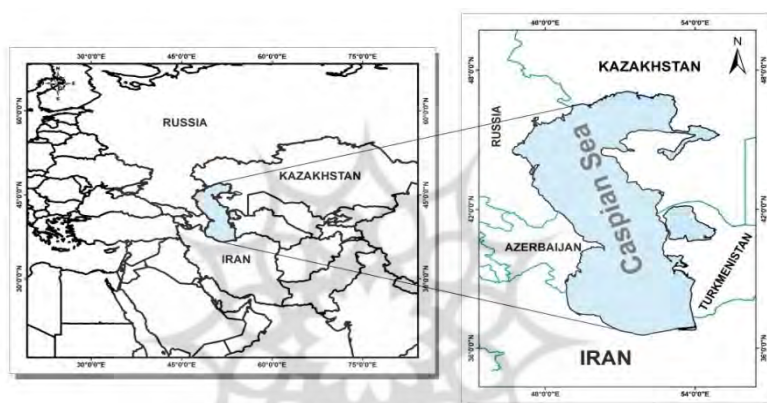 30°0'0"E 45°0'0"E 60°0'0"E 75°0'0"E
RUSSIA
KAZAKHSTAN
IRAN
30°0'0"E 45°0'0"E 60°0'0"E 75°0'0"E
48°0'0"E 54°0'0"E
N
KAZAKHSTAN
RUSSIA
Caspian Sea
AZERBAIJAN
TURKMENISTAN
IRAN
48°0'0"E 54°0'0"E